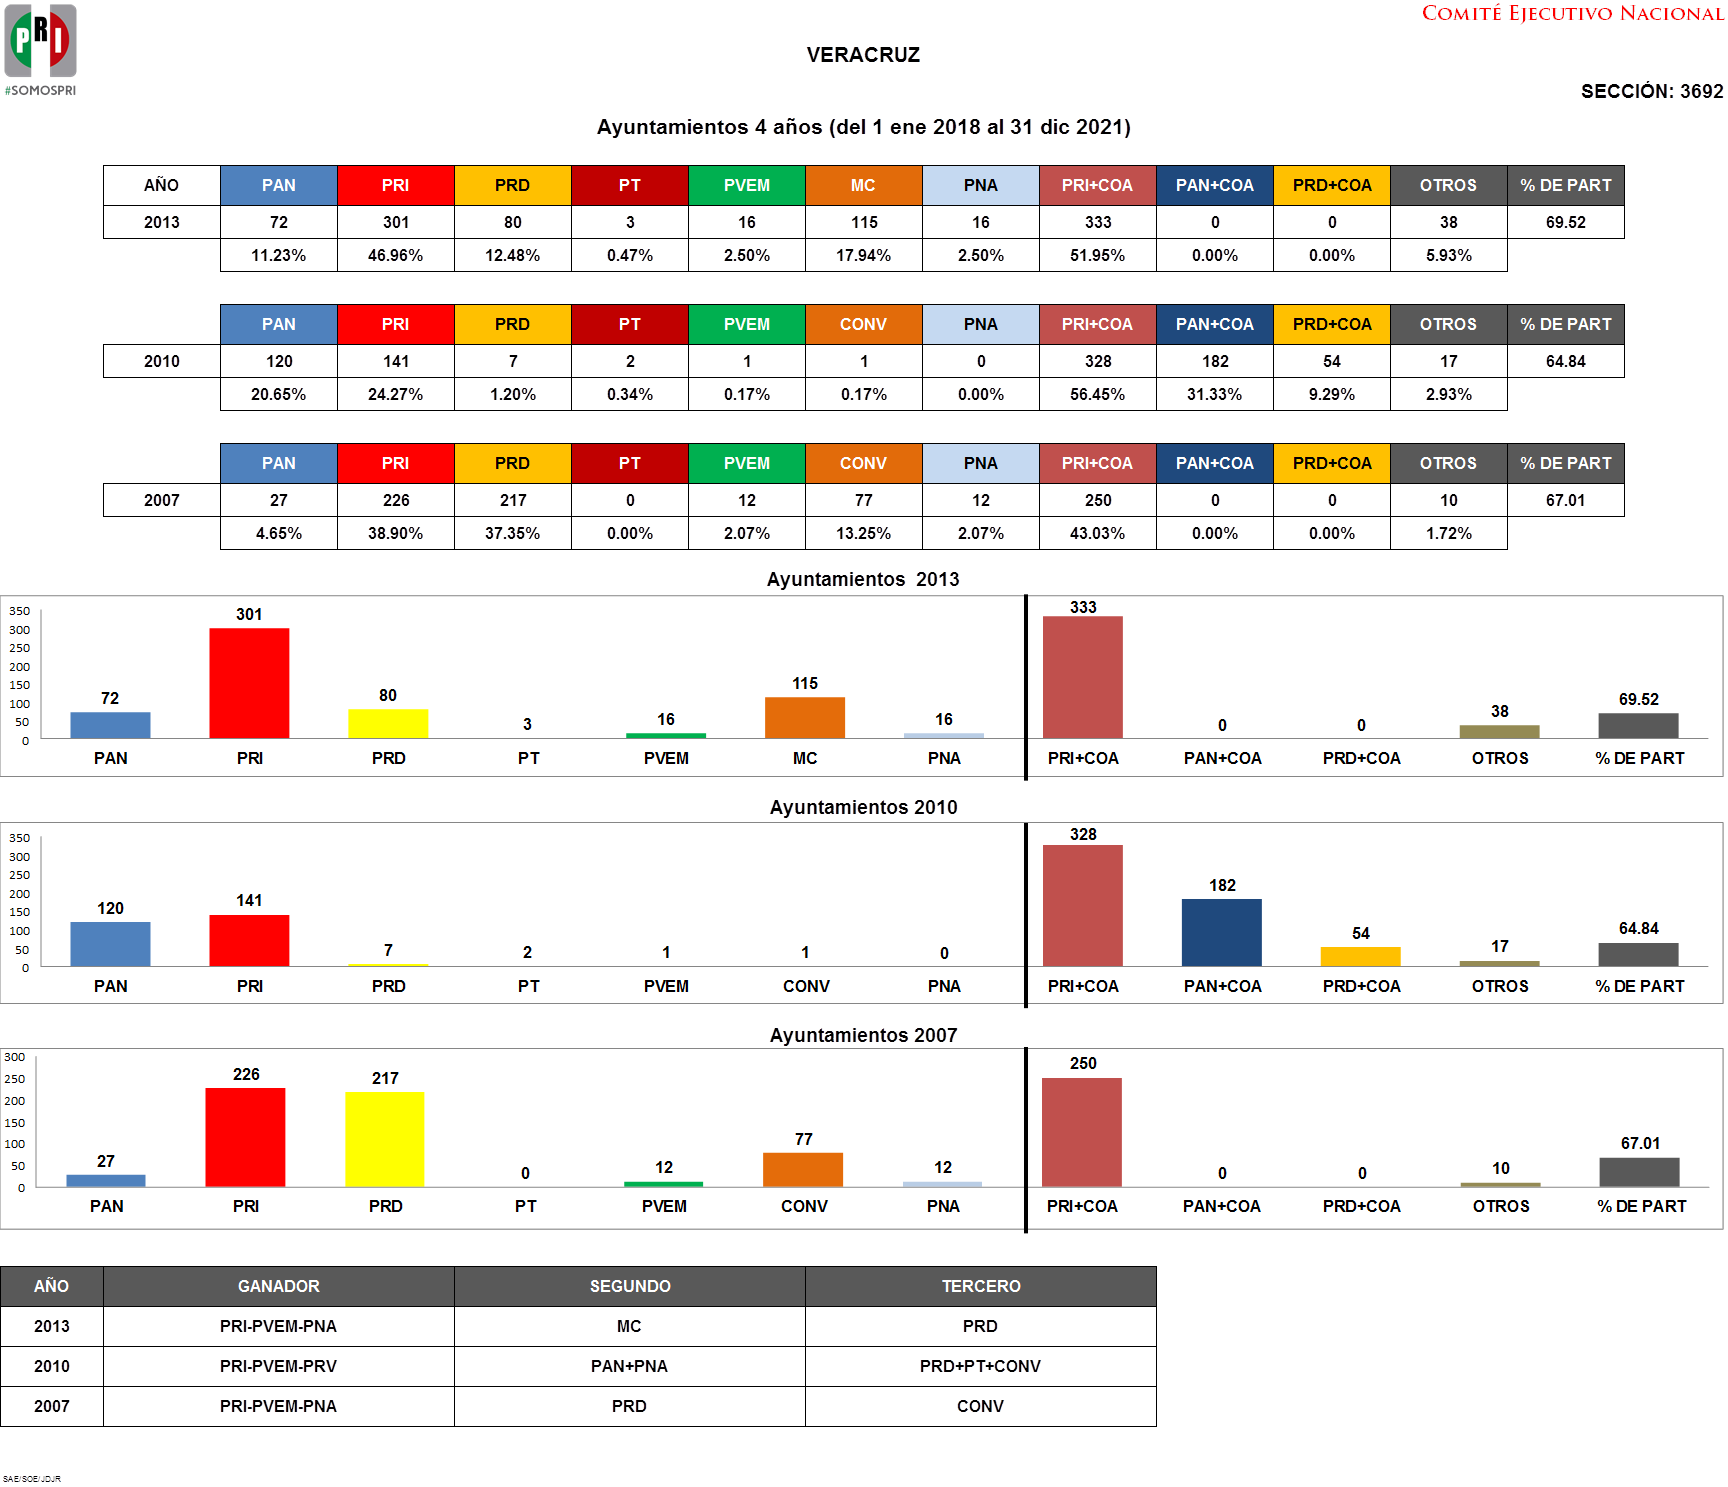 PRI
#SOMOSPRI
COMITÉ EJECUTIVO NACIONAL
VERACRUZ
SECCIÓN: 3692
Ayuntamientos 4 años (del 1 ene 2018 al 31 dic 2021)
AÑO PAN PRI PRD PT PVEM MC PNA PRI+COA PAN+COA PRD+COA OTROS % DE PART
2013 72 301 80 3 16 115 16 333 0 0 38 69.52
11.23% 46.96% 12.48% 0.47% 2.50% 17.94% 2.50% 51.95% 0.00% 0.00% 5.93%
PAN PRI PRD PT PVEM CONV PNA PRI+COA PAN+COA PRD+COA OTROS % DE PART
2010 120 141 7 2 1 1 0 328 182 54 17 64.84
20.65% 24.27% 1.20% 0.34% 0.17% 0.17% 0.00% 56.45% 31.33% 9.29% 2.93%
PAN PRI PRD PT PVEM CONV PNA PRI+COA PAN+COA PRD+COA OTROS % DE PART
2007 27 226 217 0 12 77 12 250 0 0 10 67.01
4.65% 38.90% 37.35% 0.00% 2.07% 13.25% 2.07% 43.03% 0.00% 0.00% 1.72%
Ayuntamientos 2013
350
300
250
200
150
100
50
0
72 301 80 3 16 115 16 333 0 0 38 69.52
PAN PRI PRD PT PVEM MC PNA PRI+COA PAN+COA PRD+COA OTROS % DE PART
Ayuntamientos 2010
350
300
250
200
150
100
50
0
120 141 7 2 1 1 0 328 182 54 17 64.84
PAN PRI PRD PT PVEM CONV PNA PRI+COA PAN+COA PRD+COA OTROS % DE PART
Ayuntamientos 2007
300
250
200
150
100
50
0
27 226 217 0 12 77 12 250 0 0 10 67.01
PAN PRI PRD PT PVEM CONV PNA PRI+COA PAN+COA PRD+COA OTROS % DE PART
AÑO GANADOR SEGUNDO TERCERO
2013 PRI-PVEM-PNA MC PRD
2010 PRI-PVEM-PRV PAN+PNA PRD+PT+CONV
2007 PRI-PVEM-PNA PRD CONV
SAE/SOE/JDJR